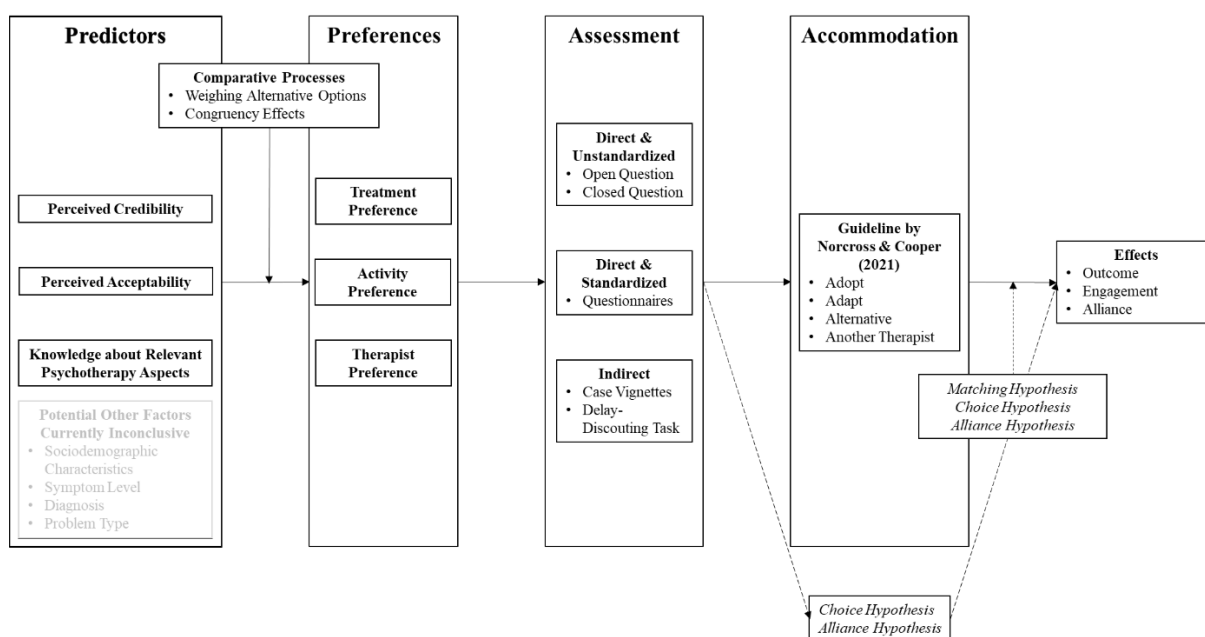 Predictors
Preferences
Assessment
Accommodation
Comparative Processes
• Weighing Alternative Options
• Congruency Effects
Perceived Credibility
Perceived Acceptability
Knowledge about Relevant
Psychotherapy Aspects
Potential Other Factors
Currently Inconclusive
• Sociodemographic
Characteristics
• Symptom Level
• Diagnosis
• Problem Type
Treatment
Preference
Activity
Preference
Therapist
Preference
Direct &
Unstandardized
• Open Question
• Closed Question
Direct &
Standardized
• Questionnaires
Indirect
• Case Vignettes
• Delay-
Discouting Task
Guideline by
Norcross & Cooper
(2021)
• Adopt
• Adapt
• Alternative
• Another Therapist
Effects
• Outcome
• Engagement
• Alliance
Matching Hypothesis
Choice Hypothesis
Alliance Hypothesis
Choice Hypothesis
Alliance Hypothesis